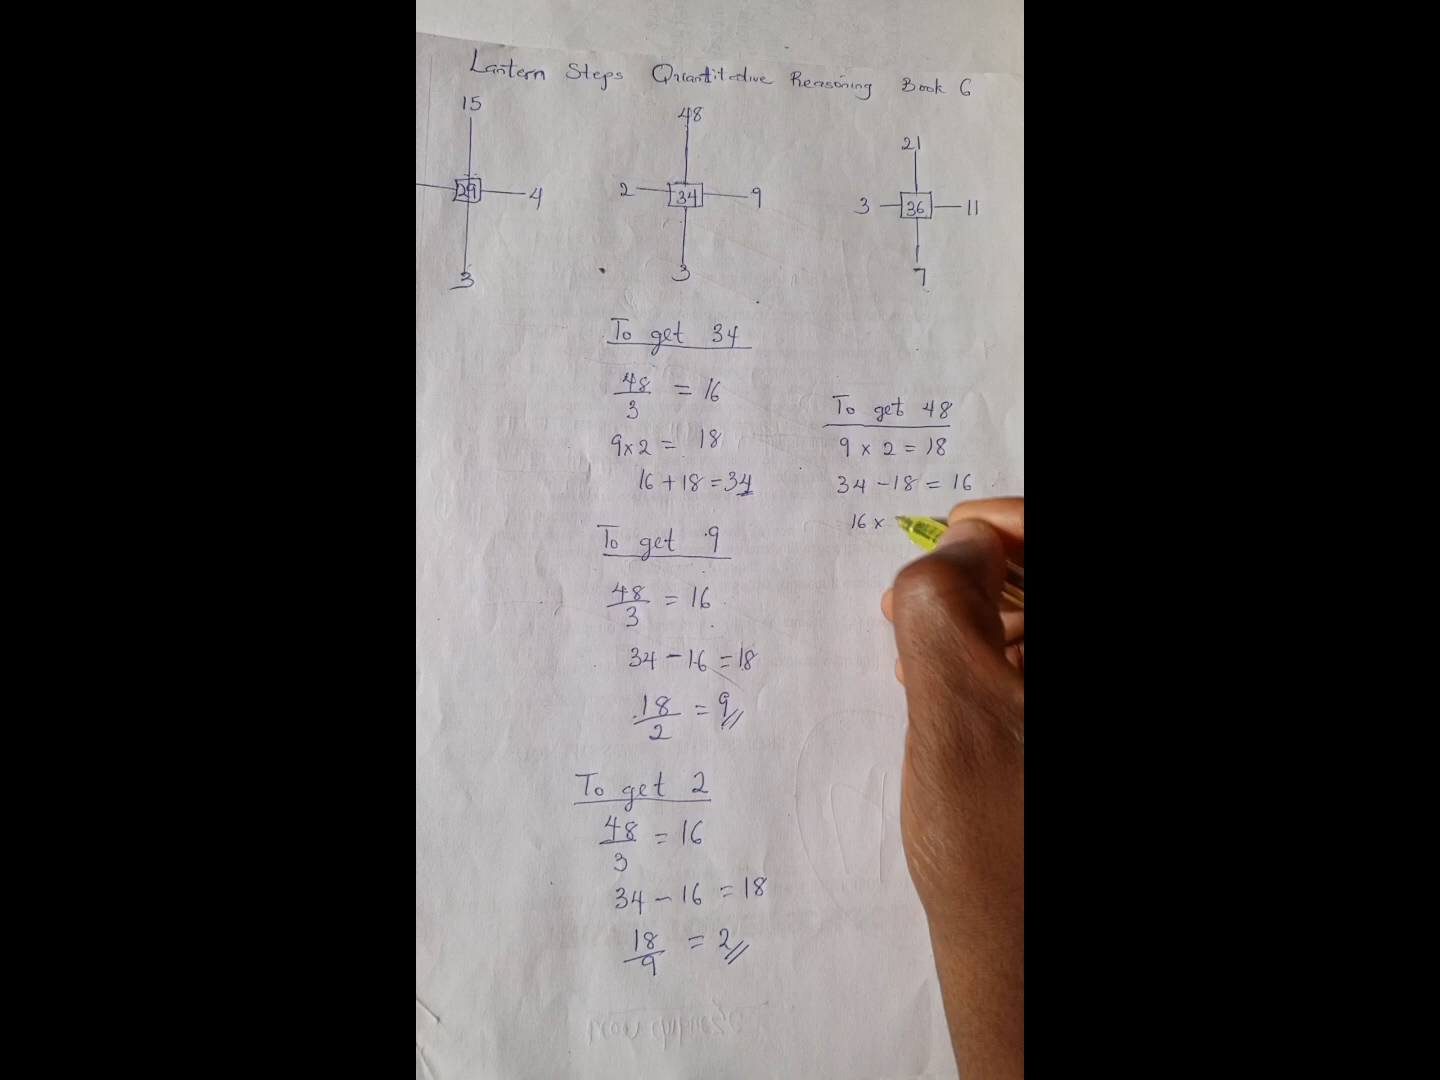 Lantern Steps Quantitative Reasoning Book 6
15
29
4
3
48
2
34
9
3
21
3
36
11
7
To get 34
48/3 = 16
9x2 = 18
16+18=34
To get 9
48/3 = 16
34-16=18
18/2 = 9
To get 2
48/3 = 16
34-16=18
18/9 = 2
To get 48
9 x 2 = 18
34-18 = 16
16 x